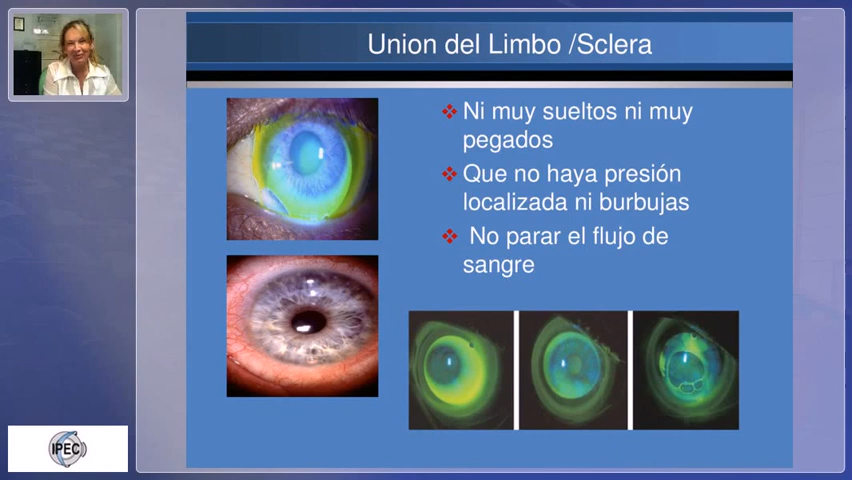 Union del Limbo /Sclera
Ni muy sueltos ni muy
pegados
Que no haya presión
localizada ni burbujas
No parar el flujo de
sangre
IPEC